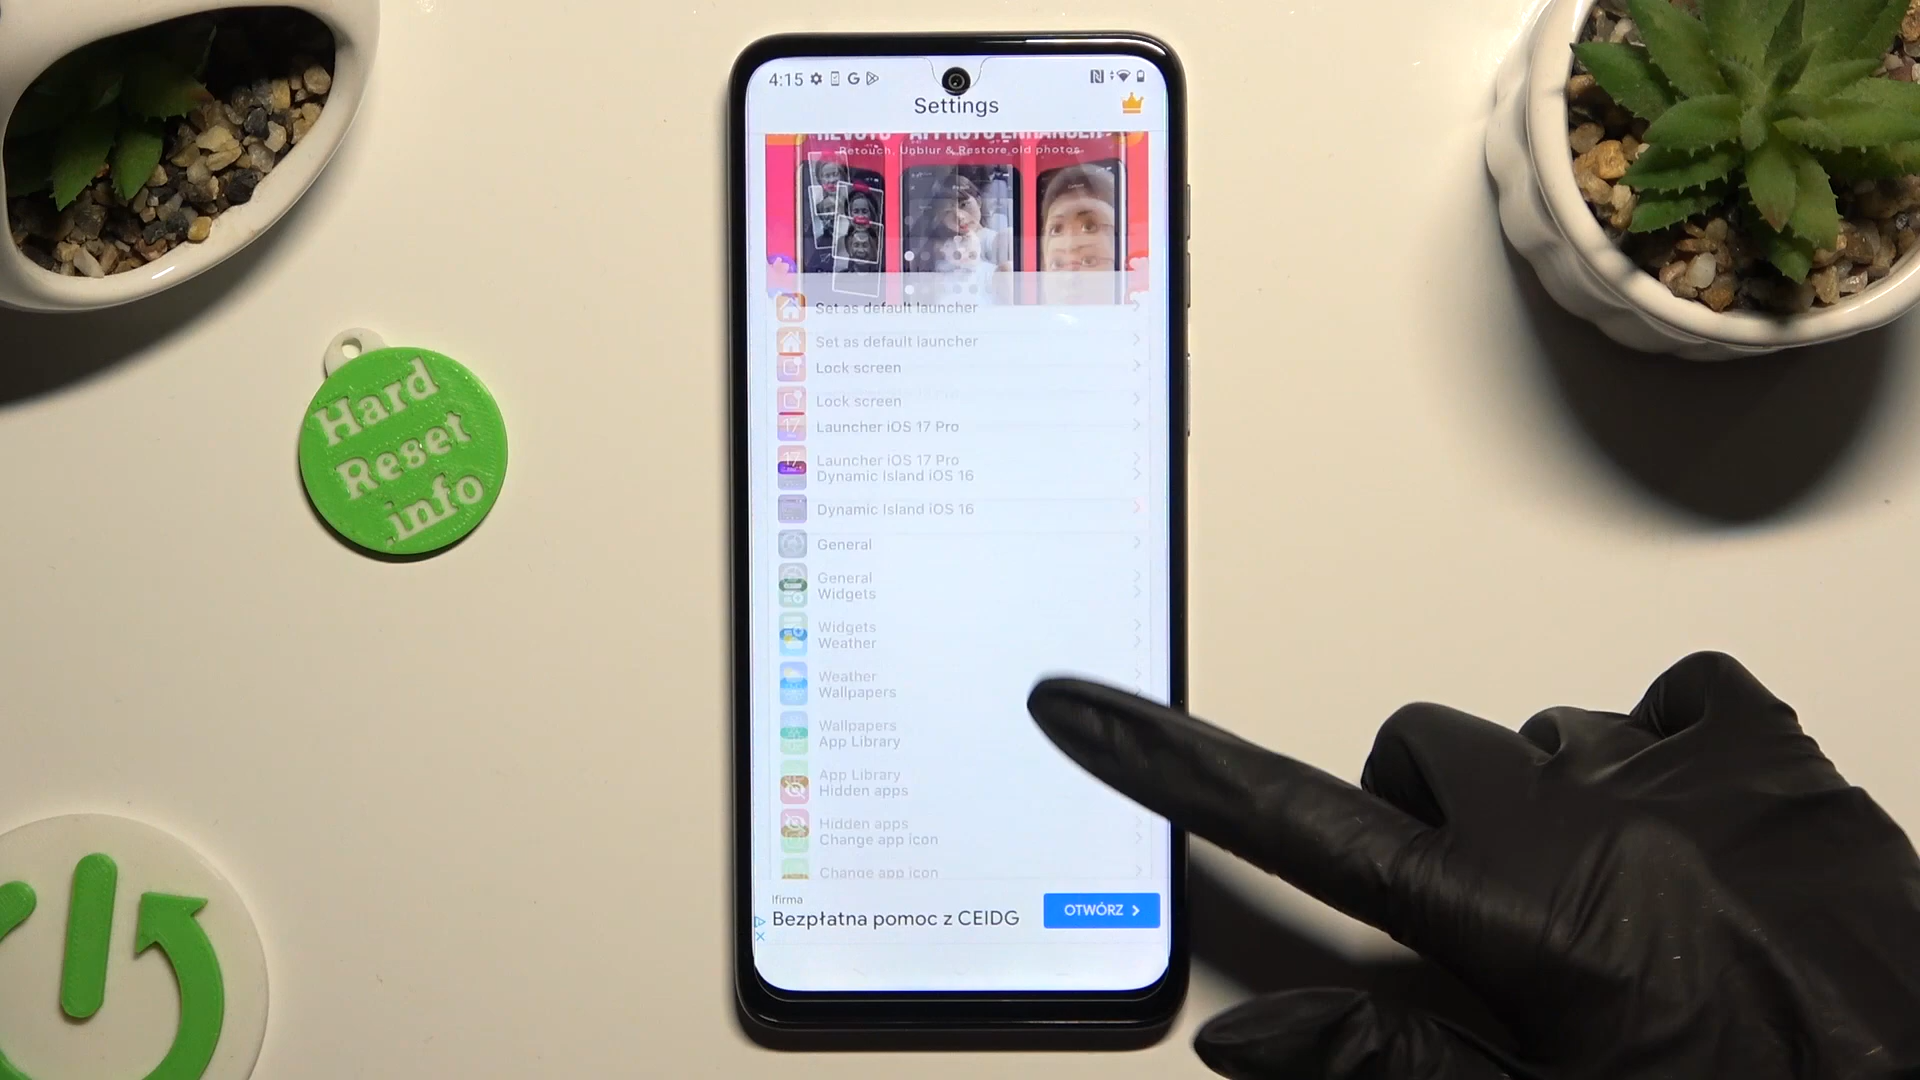 4:15
Settings
Retouch, Unblur & Restore old photos
Set as default launcher
Set as default launcher
Lock screen
Lock screen
Launcher iOS 17 Pro
Launcher iOS 17 Pro
Dynamic Island iOS 16
Dynamic Island iOS 16
General
General
Widgets
Widgets
Weather
Weather
Wallpapers
Wallpapers
App Library
App Library
Hidden apps
Hidden apps
Change app icon
Change app icon
Ifirma
Bezpłatna pomoc z CEIDG
OTWÓRZ
Hard
Reset
.info